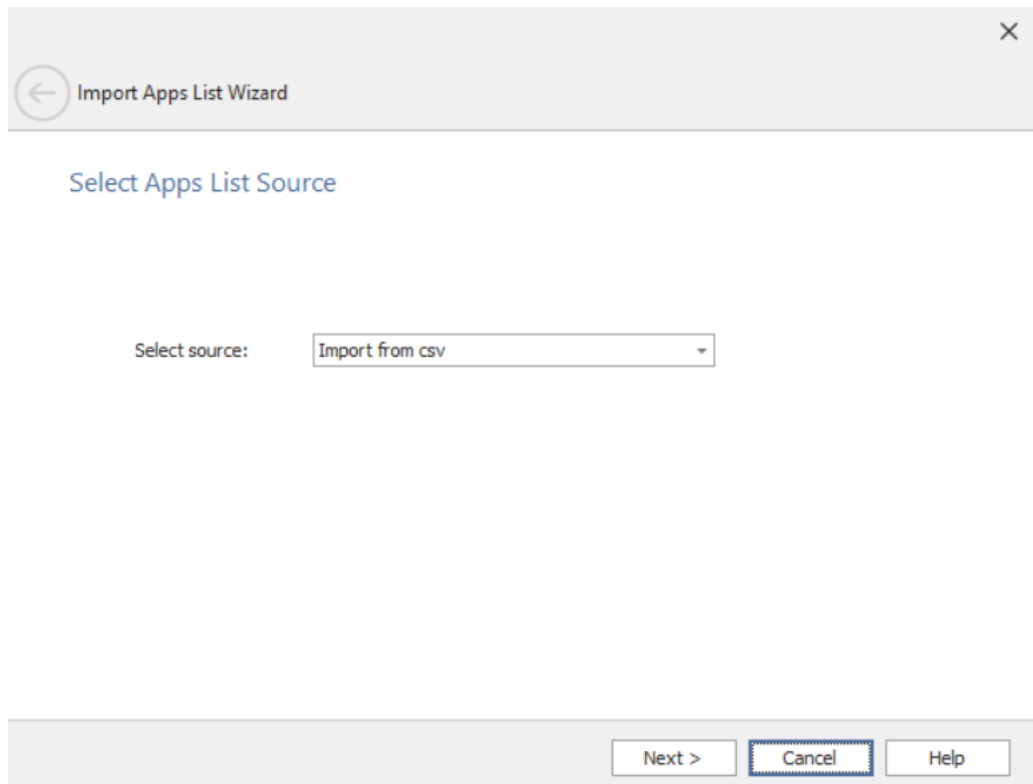 Import Apps List Wizard
Select Apps List Source
Select source: Import from csv
Next > Cancel Help